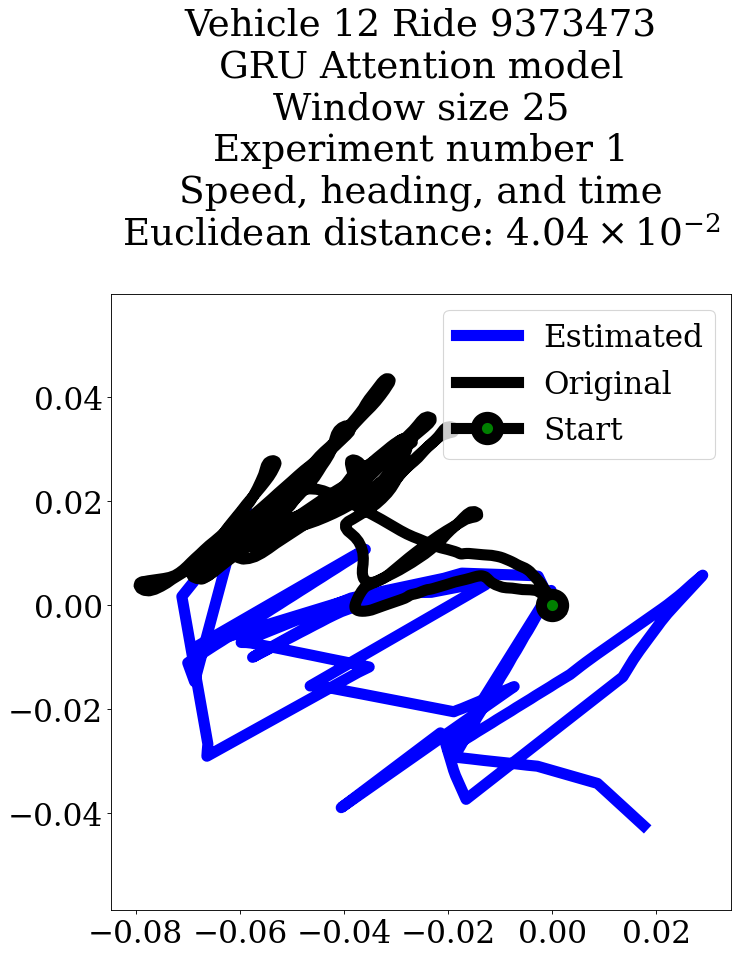 Vehicle 12 Ride 9373473
GRU Attention model
Window size 25
Experiment number 1
Speed, heading, and time
Euclidean distance: 4.04 × 10⁻²
Estimated
Original
Start
0.04
0.02
0.00
−0.02
−0.04
−0.08 −0.06 −0.04 −0.02 0.00 0.02